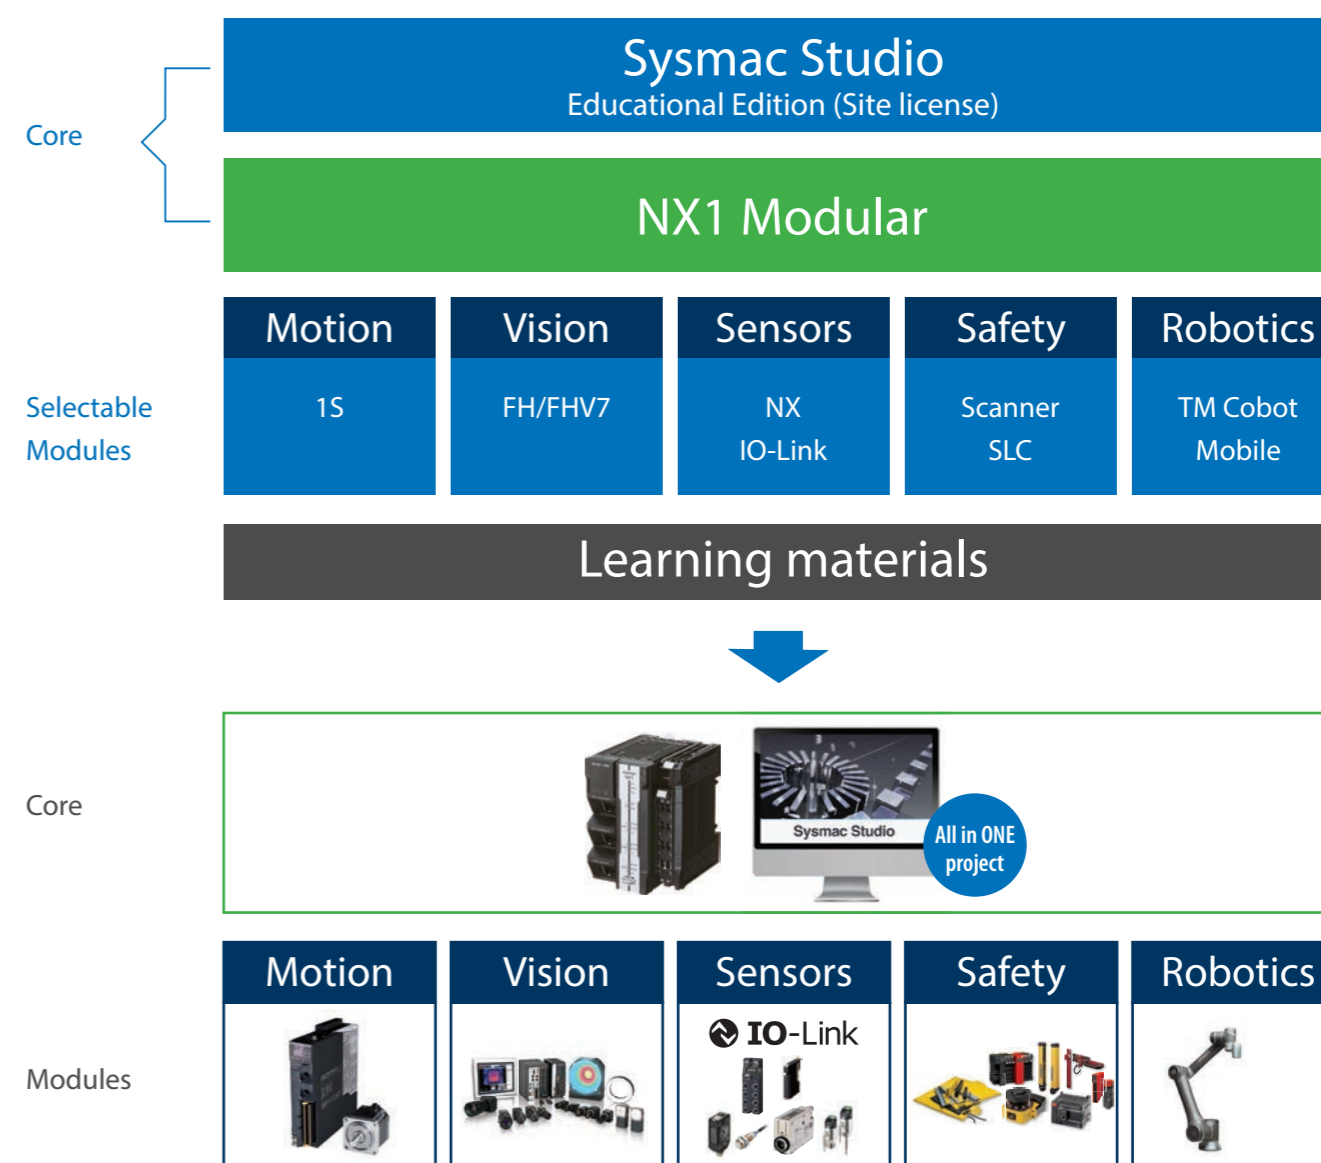 Sysmac Studio
Educational Edition (Site license)
Core
NX1 Modular
Motion
Vision
Sensors
Safety
Robotics
Selectable
Modules
1S
FH/FHV7
NX
IO-Link
Scanner
SLC
TM Cobot
Mobile
Learning materials
Core
Sysmac Studio
All in ONE
project
Motion
Vision
Sensors
Safety
Robotics
IO-Link
Modules